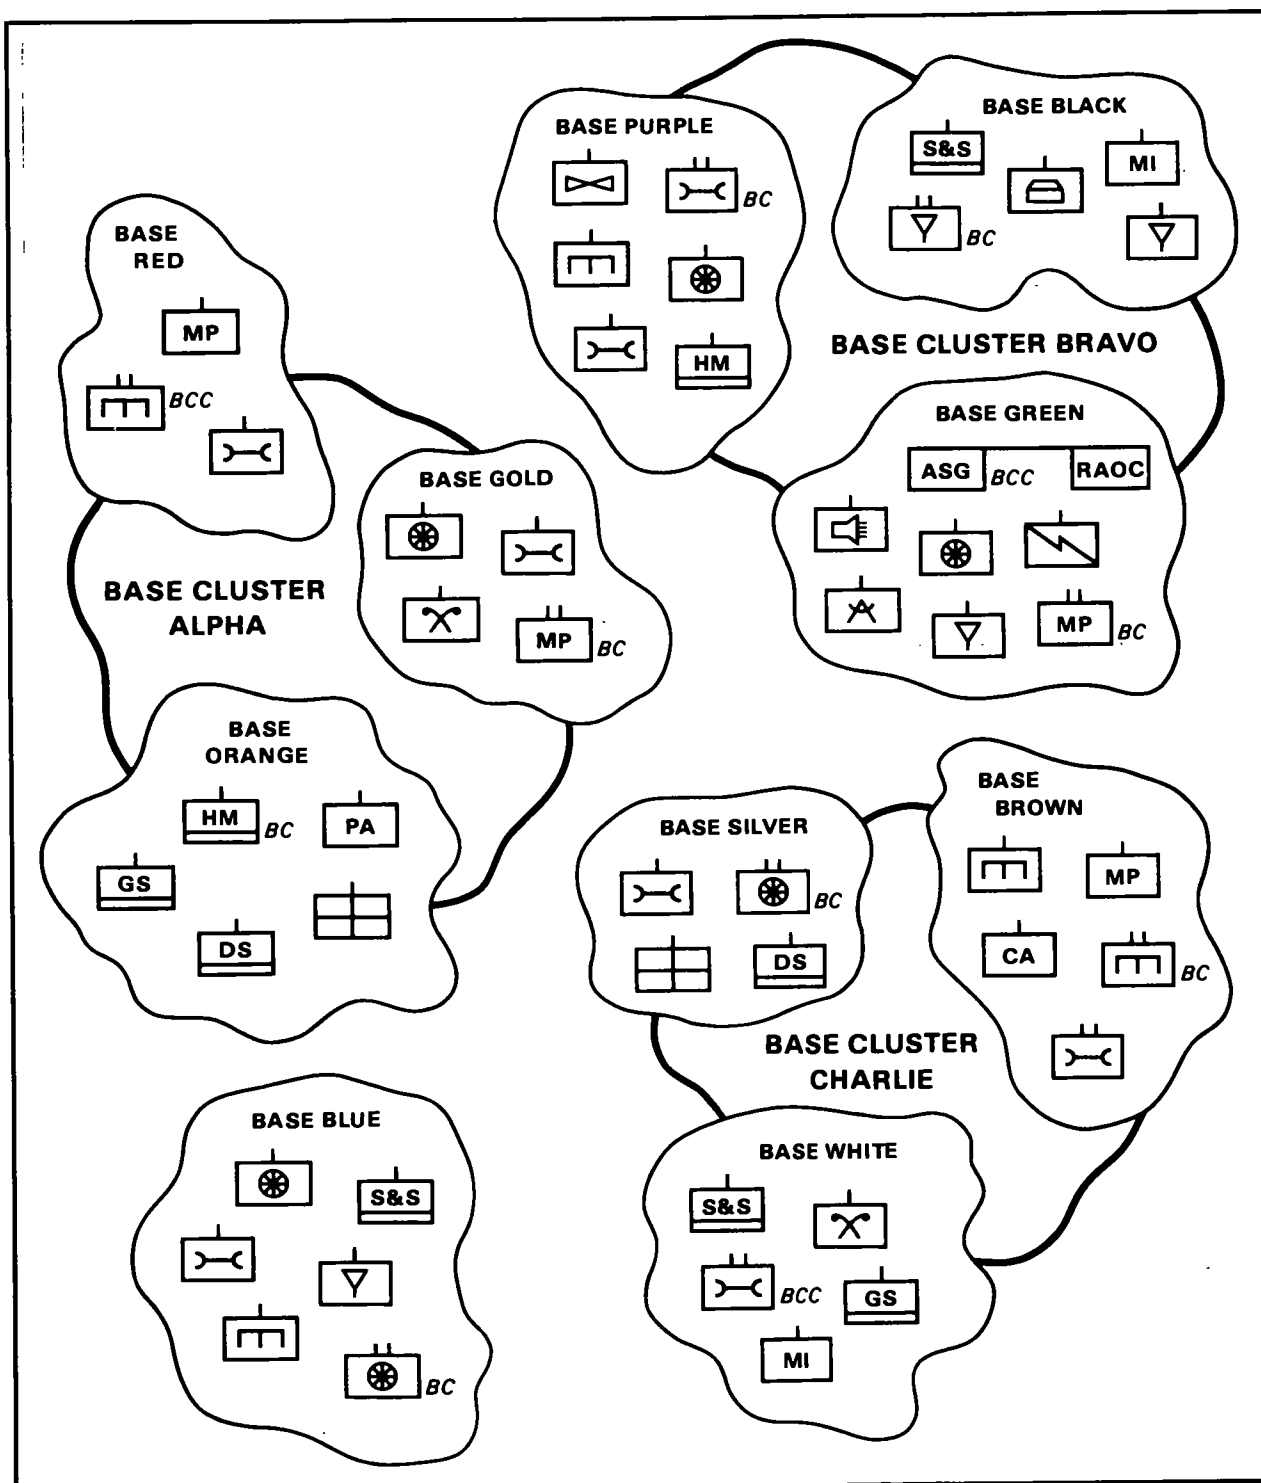 BASE PURPLE
BC
HM
BASE BLACK
S&S
MI
BC
BASE CLUSTER BRAVO
BASE RED
MP
BCC
BASE GREEN
ASG
BCC
RAOC
MP
BC
BASE GOLD
MP
BC
BASE CLUSTER
ALPHA
BASE
ORANGE
HM
BC
PA
GS
DS
BASE SILVER
BC
DS
BASE
BROWN
MP
CA
BC
BASE CLUSTER
CHARLIE
BASE BLUE
S&S
BC
BASE WHITE
S&S
BCC
GS
MI